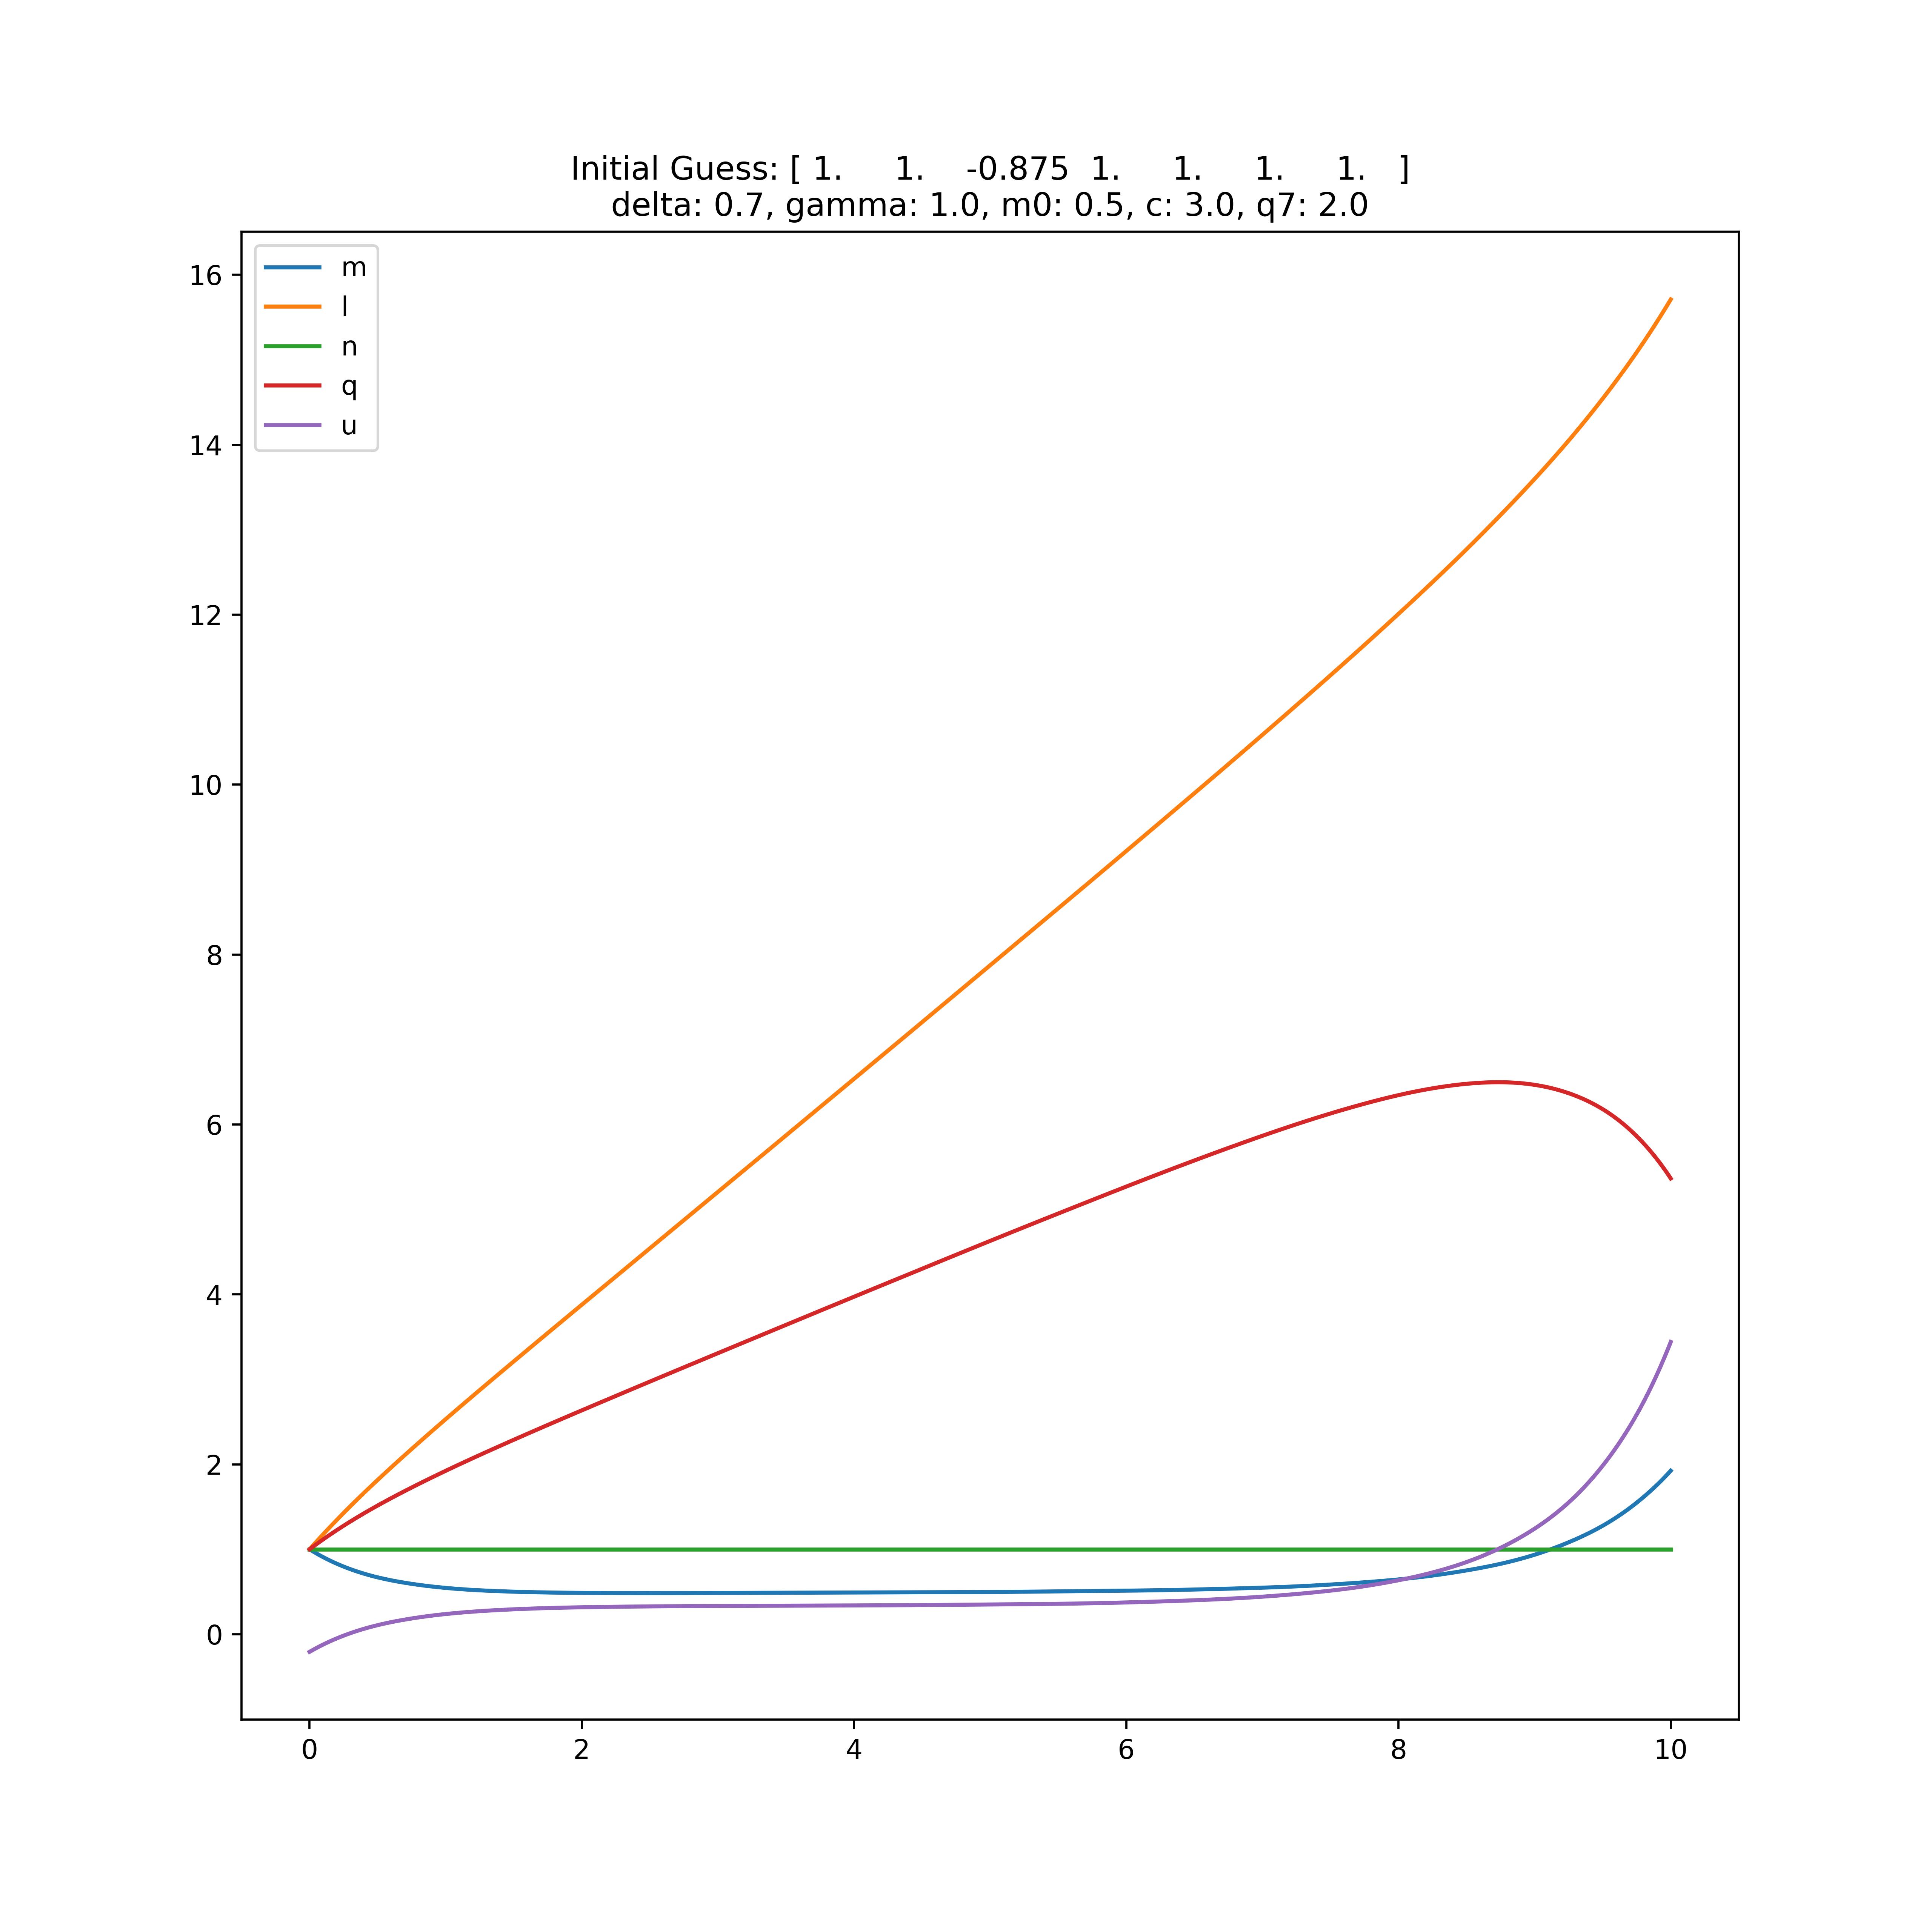 Initial Guess: [ 1. 1. -0.875 1. 1. 1. 1. ]
delta: 0.7, gamma: 1.0, m0: 0.5, c: 3.0, q7: 2.0
m
l
n
q
u
16
14
12
10
8
6
4
2
0
0 2 4 6 8 10